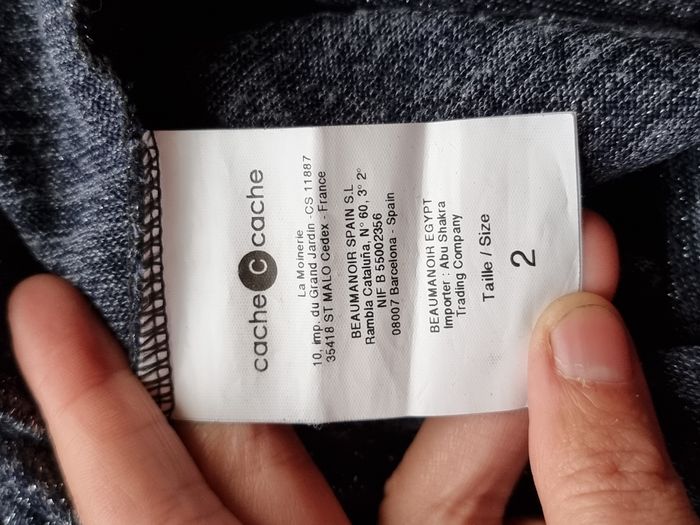 cache c cache
La Moinerie
10, imp. du Grand Jardin - CS 11887
35418 ST MALO Cedex - France
BEAUMANOIR SPAIN S.L
Rambla Cataluña, N° 60, 3° 2°
NIF B 55002356
08007 Barcelona - Spain
BEAUMANOIR EGYPT
Importer : Abu Shakra
Trading Company
Taille / Size
2